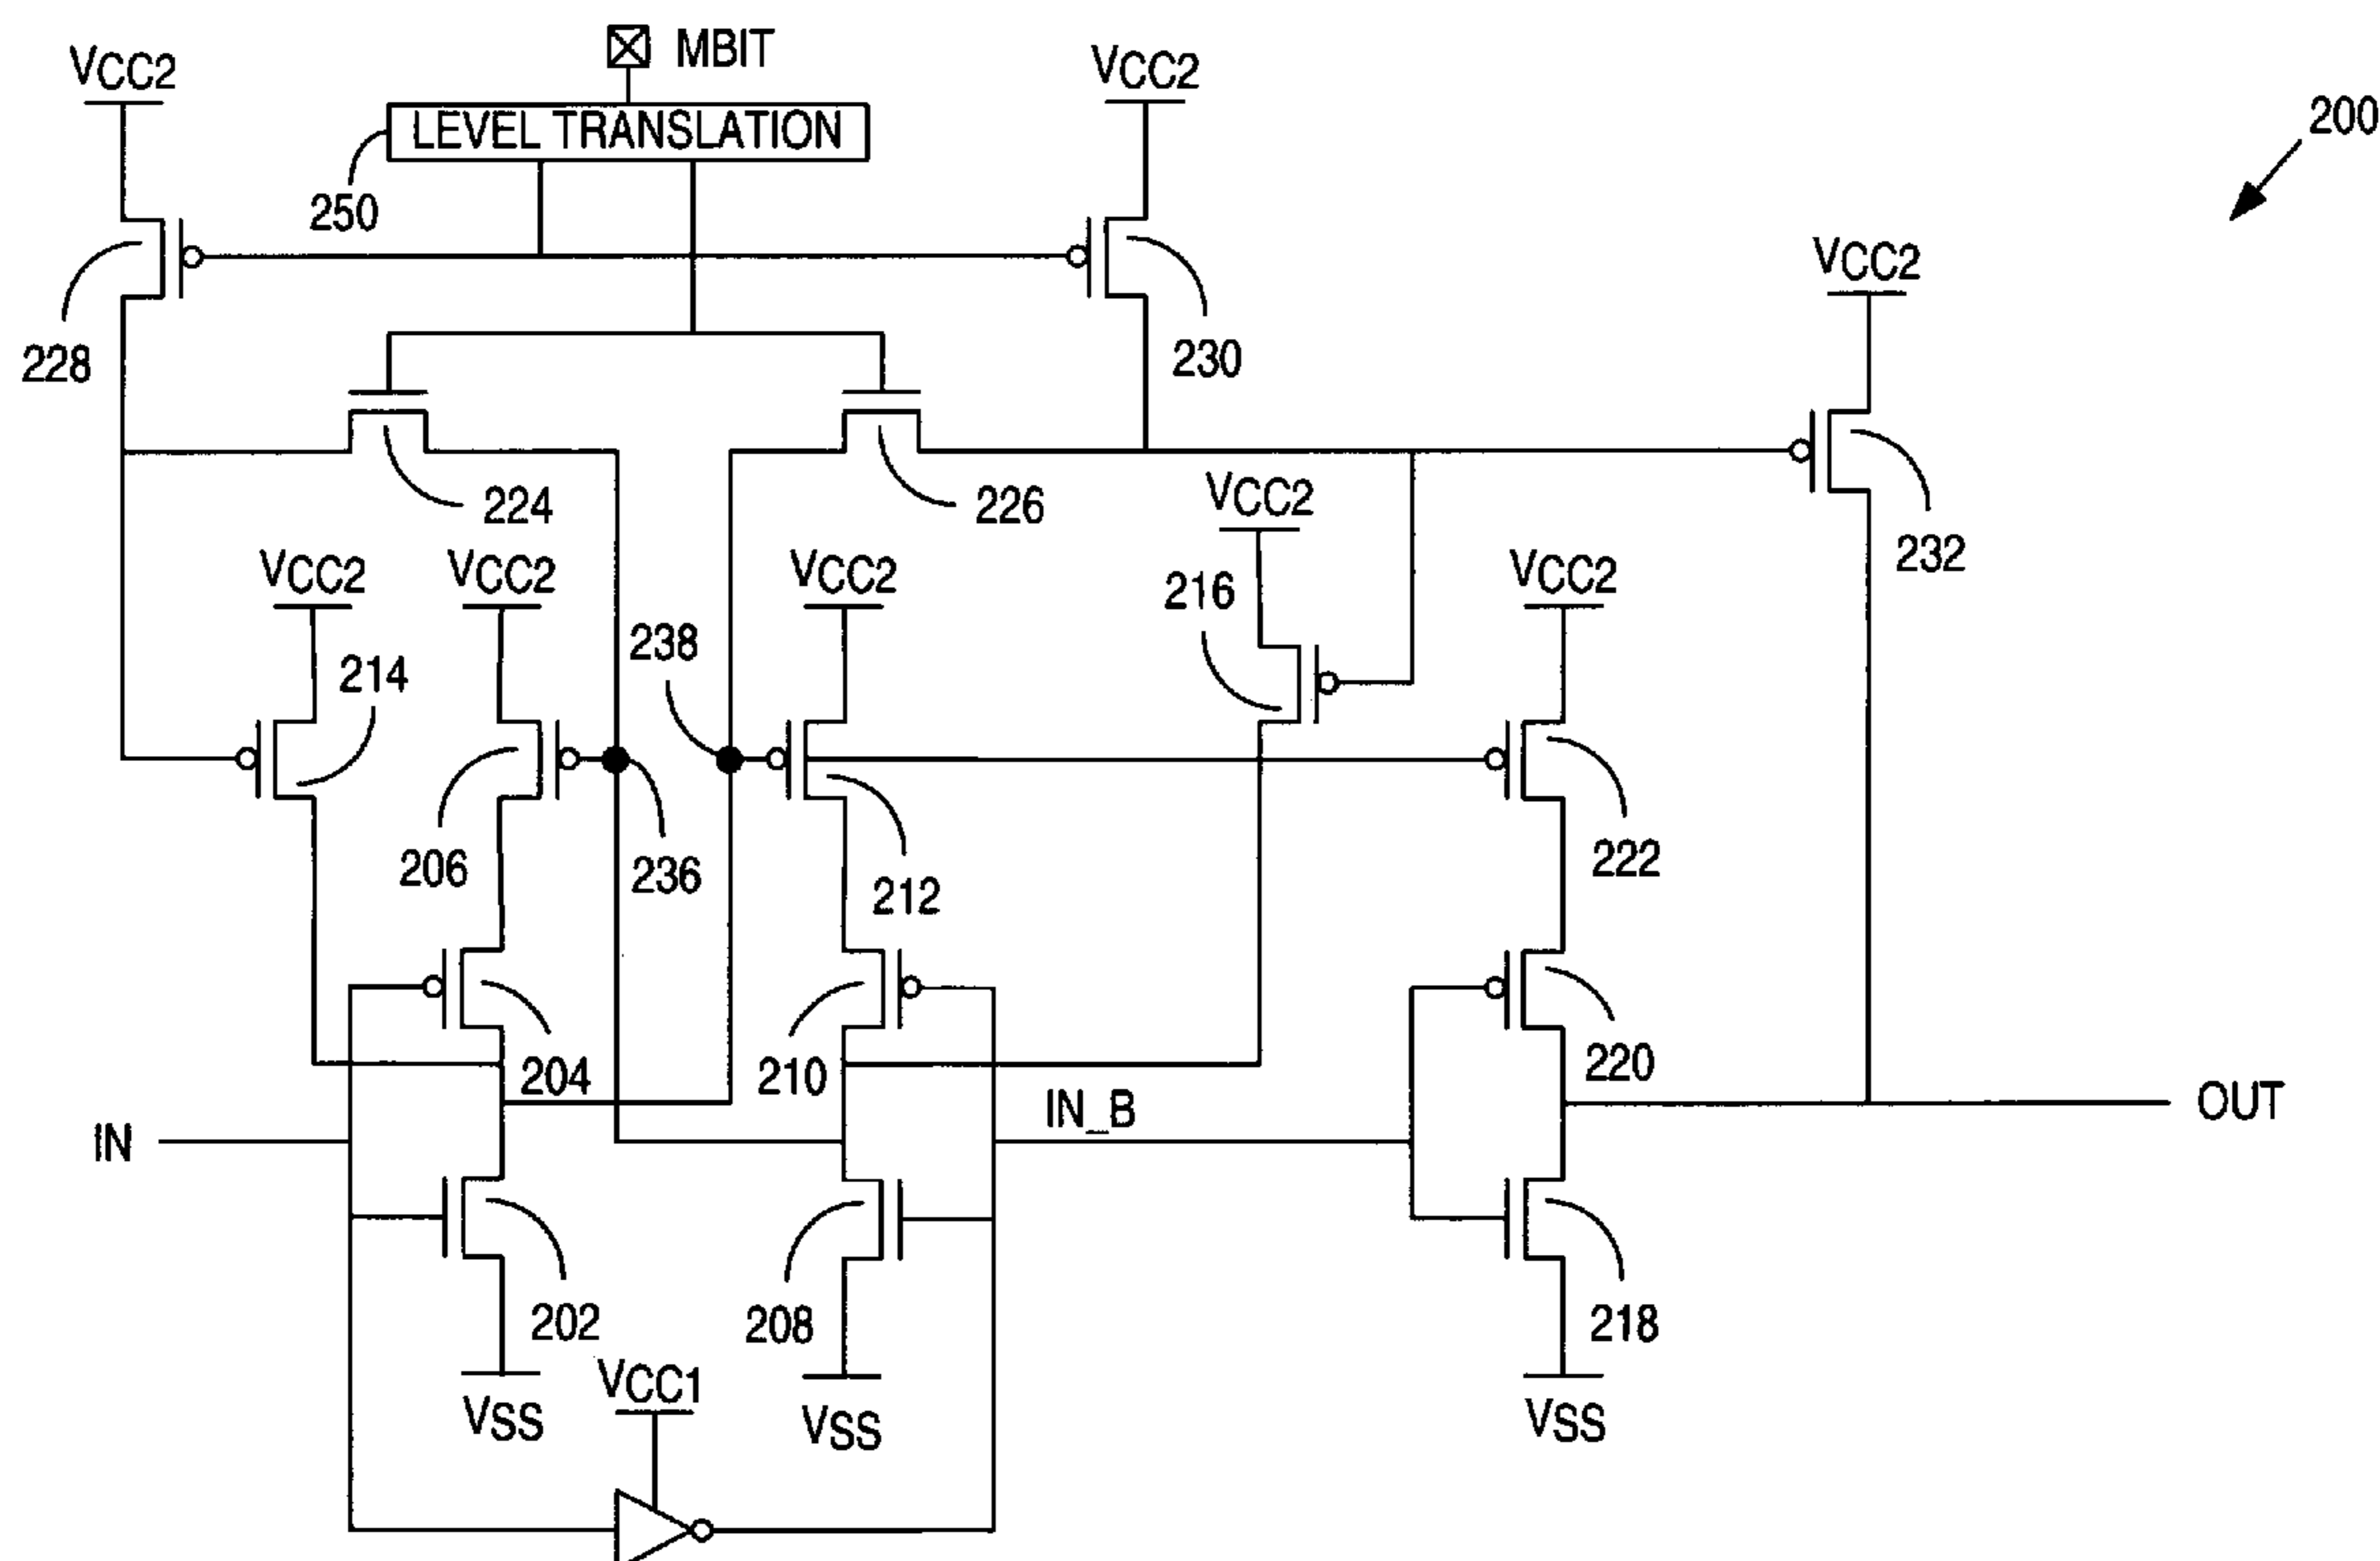 MBIT
VCC2
VCC2
LEVEL TRANSLATION
200
250
VCC2
228
230
224
226
VCC2
232
VCC2
VCC2
VCC2
216
VCC2
238
214
206
236
212
222
204
210
220
IN_B
OUT
IN
202
208
218
VCC1
VSS
VSS
VSS